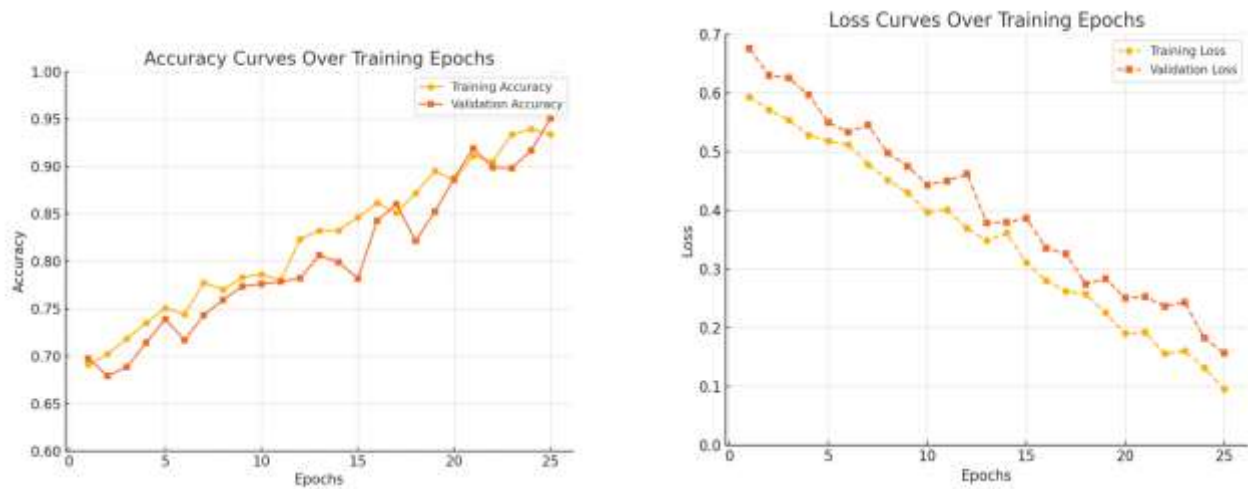 Accuracy Curves Over Training Epochs
1.00
Training Accuracy
Validation Accuracy
0.95
0.90
0.85
0.80
0.75
0.70
0.65
0.60
Accuracy
0 5 10 15 20 25
Epochs
Loss Curves Over Training Epochs
0.7
Training Loss
Validation Loss
0.6
0.5
0.4
0.3
0.2
0.1
0.0
Loss
0 5 10 15 20 25
Epochs